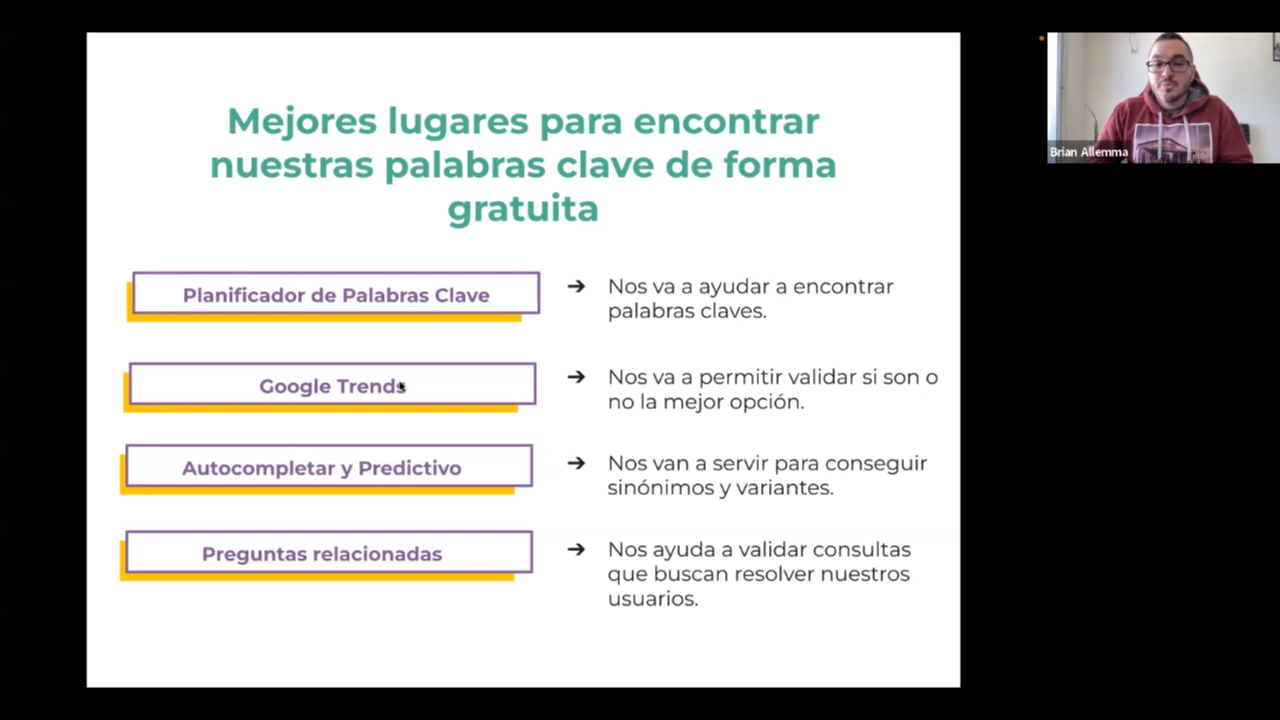 Mejores lugares para encontrar
nuestras palabras clave de forma
gratuita
Planificador de Palabras Clave
➔ Nos va a ayudar a encontrar
palabras claves.
Google Trends
➔ Nos va a permitir validar si son o
no la mejor opción.
Autocompletar y Predictivo
➔ Nos van a servir para conseguir
sinónimos y variantes.
Preguntas relacionadas
➔ Nos ayuda a validar consultas
que buscan resolver nuestros
usuarios.
Brian Allemma